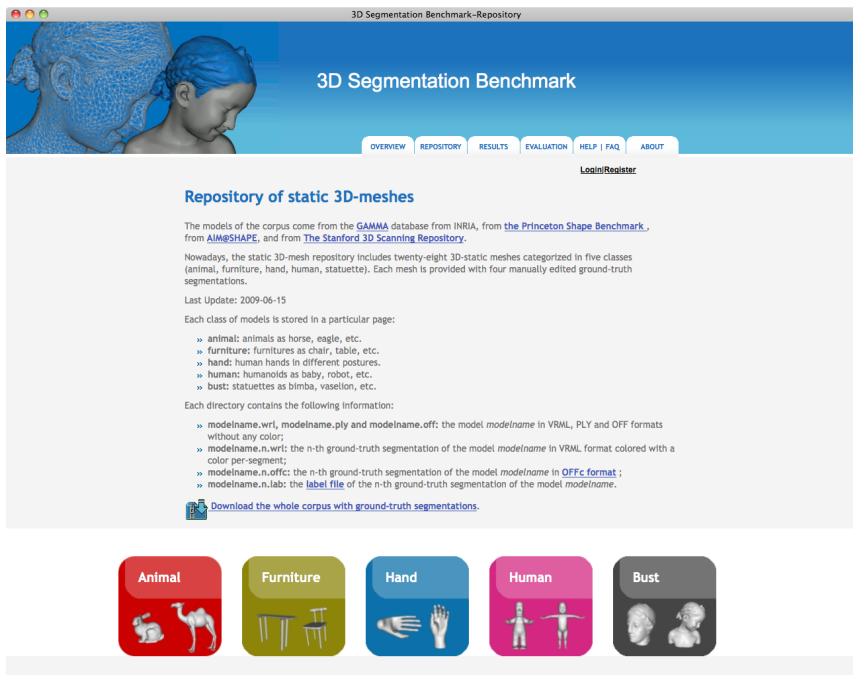 3D Segmentation Benchmark-Repository
3D Segmentation Benchmark
OVERVIEW REPOSITORY RESULTS EVALUATION HELP | FAQ ABOUT
Login|Register
Repository of static 3D-meshes
The models of the corpus come from the GAMMA database from INRIA, from the Princeton Shape Benchmark ,
from AIM@SHAPE, and from The Stanford 3D Scanning Repository.
Nowadays, the static 3D-mesh repository includes twenty-eight 3D-static meshes categorized in five classes
(animal, furniture, hand, human, statuette). Each mesh is provided with four manually edited ground-truth
segmentations.
Last Update: 2009-06-15
Each class of models is stored in a particular page:
» animal: animals as horse, eagle, etc.
» furniture: furnitures as chair, table, etc.
» hand: human hands in different postures.
» human: humanoids as baby, robot, etc.
» bust: statuettes as bimba, vaselion, etc.
Each directory contains the following information:
» modelname.wrl, modelname.ply and modelname.off: the model modelname in VRML, PLY and OFF formats
without any color;
» modelname.n.wrl: the n-th ground-truth segmentation of the model modelname in VRML format colored with a
color per-segment;
» modelname.n.offc: the n-th ground-truth segmentation of the model modelname in OFFc format ;
» modelname.n.lab: the label file of the n-th ground-truth segmentation of the model modelname.
Download the whole corpus with ground-truth segmentations.
Animal Furniture Hand Human Bust